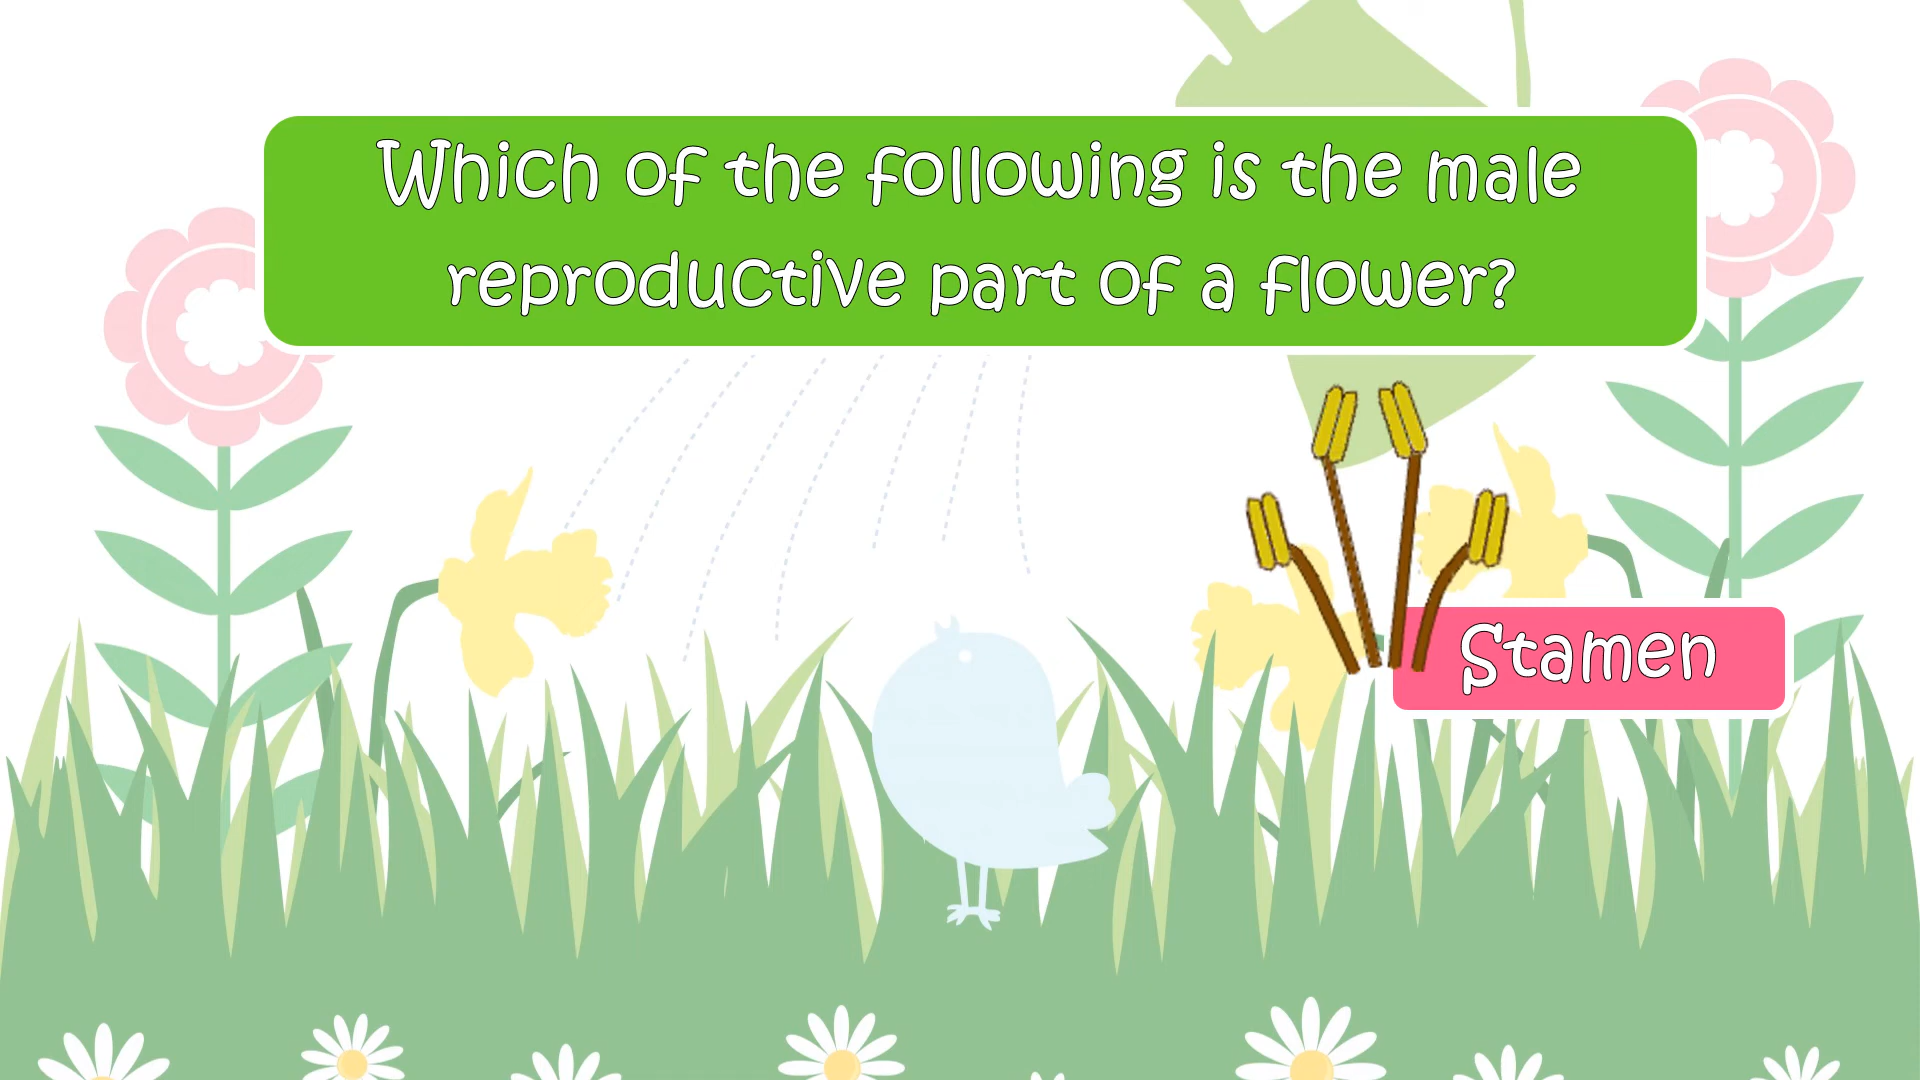 Which of the following is the male
reproductive part of a flower?
Stamen